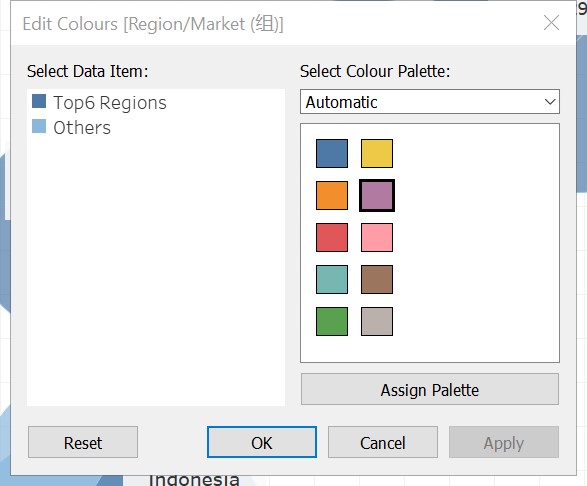 9
Edit Colours [Region/Market (组)]
Select Data Item:
Top6 Regions
Others
Select Colour Palette:
Automatic
Assign Palette
Reset
OK
Cancel
Apply
Indonesia